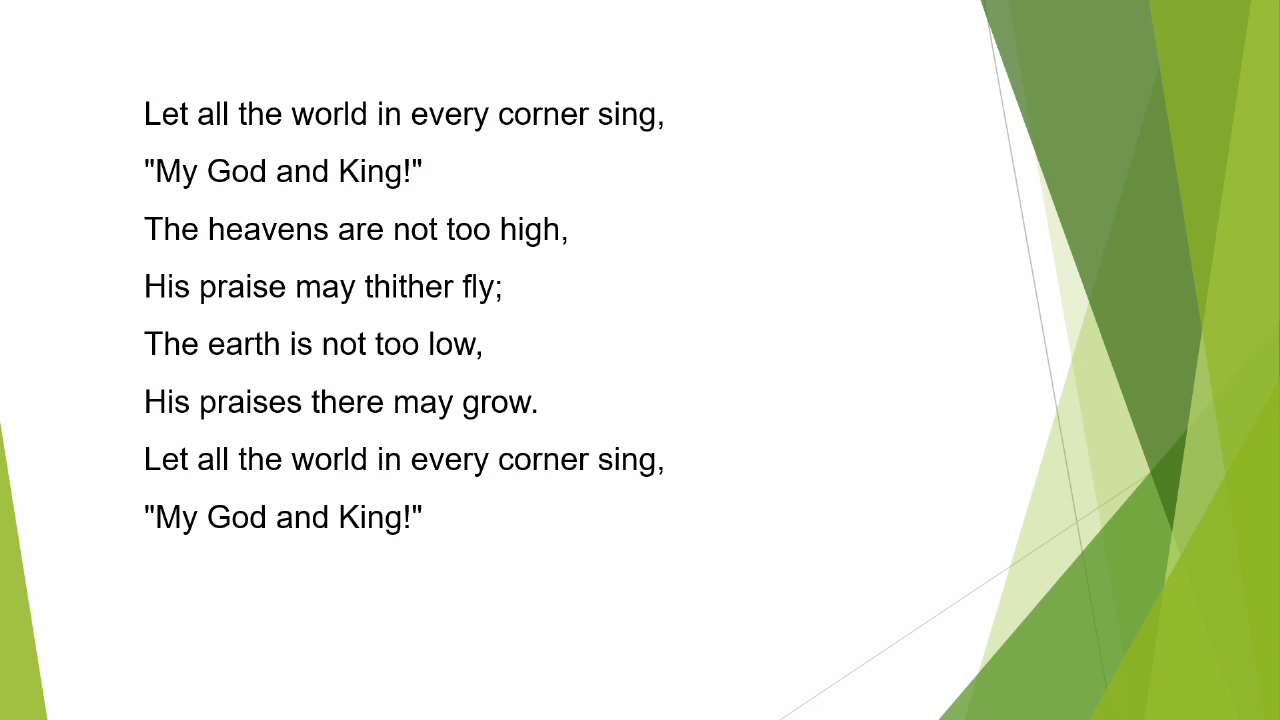 Let all the world in every corner sing,
"My God and King!"
The heavens are not too high,
His praise may thither fly;
The earth is not too low,
His praises there may grow.
Let all the world in every corner sing,
"My God and King!"